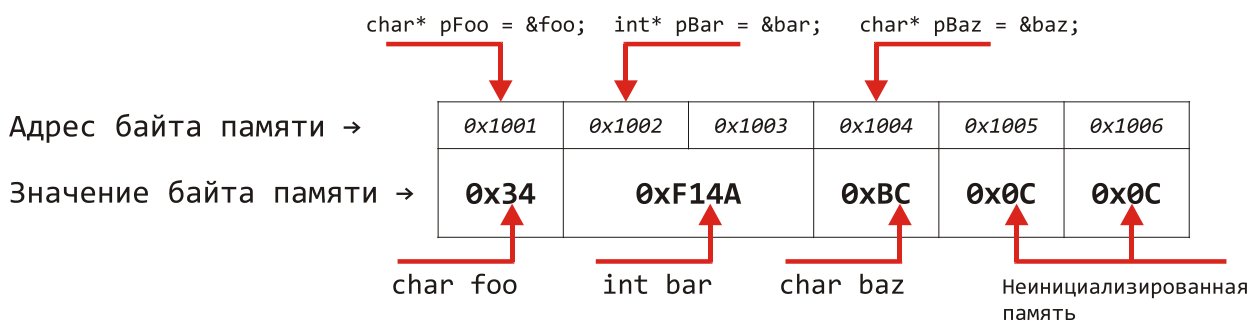 char* pFoo = &foo; int* pBar = &bar; char* pBaz = &baz;
Адрес байта памяти → 0x1001 0x1002 0x1003 0x1004 0x1005 0x1006
Значение байта памяти → 0x34 0xF14A 0xBC 0x0C 0x0C
char foo int bar char baz Неинициализированная
память